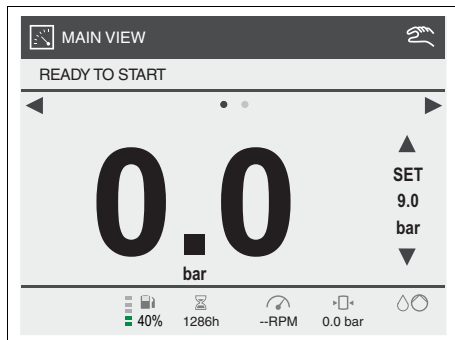 MAIN VIEW
READY TO START
0.0
bar
SET
9.0
bar
40% 1286h --RPM 0.0 bar